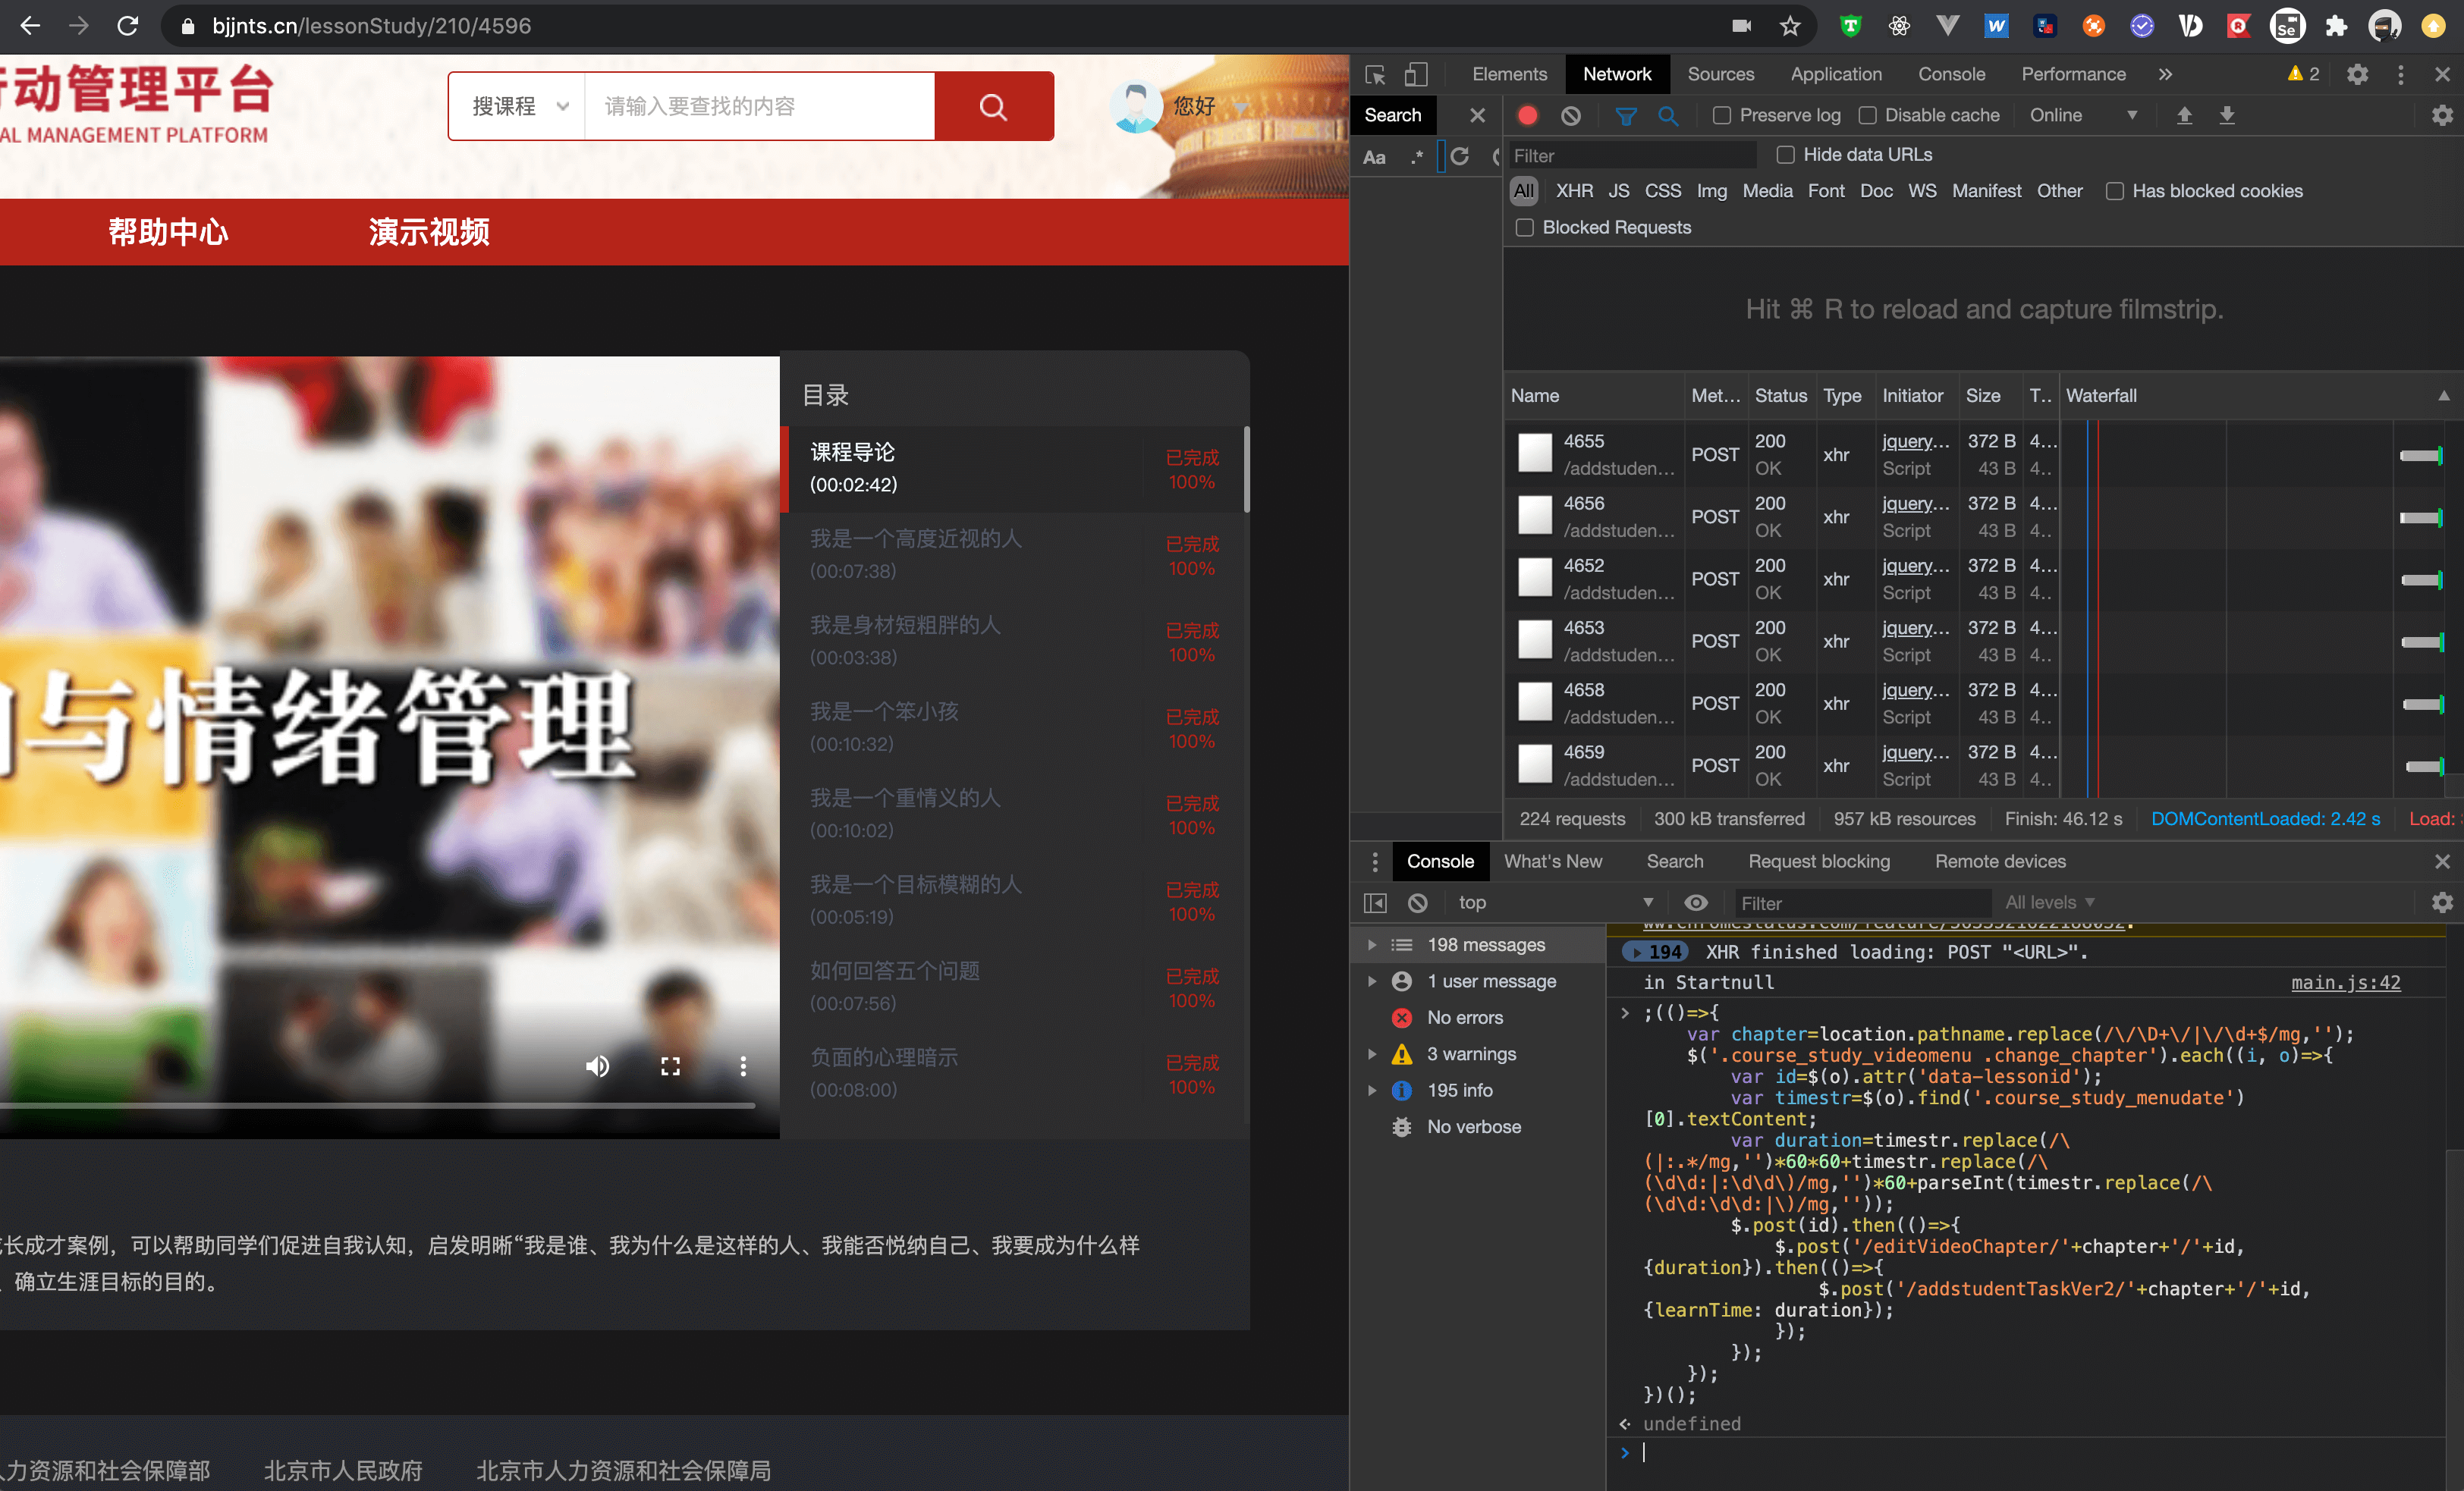 bjjnts.cn/lessonStudy/210/4596
行动管理平台
AL MANAGEMENT PLATFORM
搜课程
请输入要查找的内容
您好
帮助中心
演示视频
与情绪管理
目录
课程导论
(00:02:42)
已完成
100%
我是一个高度近视的人
(00:07:38)
已完成
100%
我是身材短粗胖的人
(00:03:38)
已完成
100%
我是一个笨小孩
(00:10:32)
已完成
100%
我是一个重情义的人
(00:10:02)
已完成
100%
我是一个目标模糊的人
(00:05:19)
已完成
100%
如何回答五个问题
(00:07:56)
已完成
100%
负面的心理暗示
(00:08:00)
已完成
100%
长成才案例，可以帮助同学们促进自我认知，启发明晰“我是谁、我为什么是这样的人、我能否悦纳自己、我要成为什么样
、确立生涯目标的目的。
人力资源和社会保障部 北京市人民政府 北京市人力资源和社会保障局
Elements Network Sources Application Console Performance » 2
Search
Aa .*
Preserve log Disable cache Online
Filter Hide data URLs
All XHR JS CSS Img Media Font Doc WS Manifest Other Has blocked cookies
Blocked Requests
Hit ⌘ R to reload and capture filmstrip.
Name Met... Status Type Initiator Size T.. Waterfall
4655 POST 200 xhr jquery... 372 B 4...
/addstuden... OK Script 43 B 4..
4656 POST 200 xhr jquery... 372 B 4...
/addstuden... OK Script 43 B 4..
4652 POST 200 xhr jquery... 372 B 4...
/addstuden... OK Script 43 B 4..
4653 POST 200 xhr jquery... 372 B 4...
/addstuden... OK Script 43 B 4..
4658 POST 200 xhr jquery... 372 B 4...
/addstuden... OK Script 43 B 4..
4659 POST 200 xhr jquery... 372 B 4...
/addstuden... OK Script 43 B 4..
224 requests 300 kB transferred 957 kB resources Finish: 46.12 s DOMContentLoaded: 2.42 s Load:
Console What's New Search Request blocking Remote devices
top Filter All levels
198 messages
1 user message
No errors
3 warnings
195 info
No verbose
194 XHR finished loading: POST "<URL>".
in Startnull main.js:42
;(()=>{
var chapter=location.pathname.replace(/\/\D+\/|\/\d+$/mg,'');
$('.course_study_videomenu .change_chapter').each((i, o)=>{
var id=$(o).attr('data-lessonid');
var timestr=$(o).find('.course_study_menudate')
[0].textContent;
var duration=timestr.replace(/\
(|:.*/mg,'')*60*60+timestr.replace(/\
(\d\d:|:\d\d\)/mg,'')*60+parseInt(timestr.replace(/\
(\d\d:\d\d:|\)/mg,''));
$.post(id).then(()=>{
$.post('/editVideoChapter/'+chapter+'/'+id,
{duration}).then(()=>{
$.post('/addstudentTaskVer2/'+chapter+'/'+id,
{learnTime: duration});
});
});
});
})();
undefined